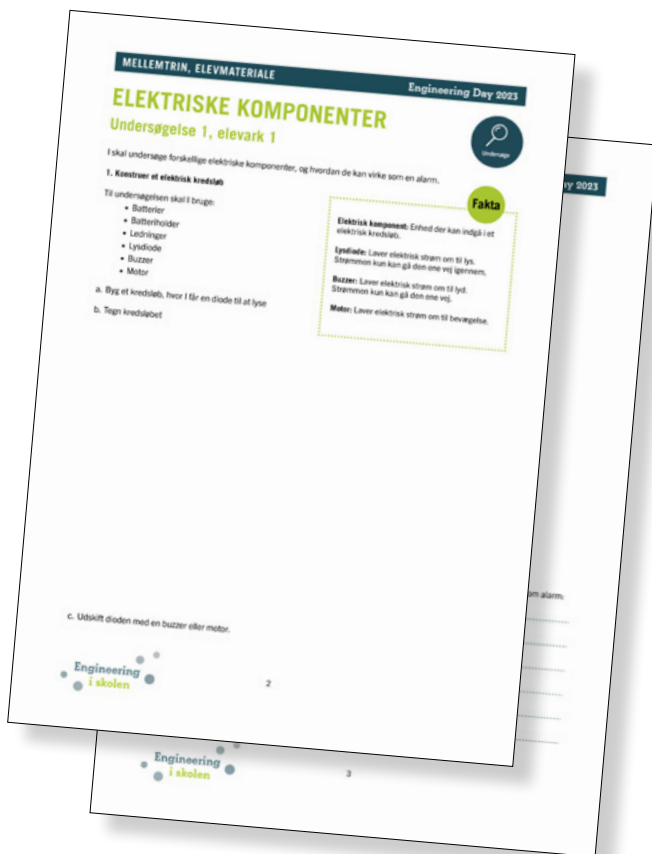 MELLEMTRIN, ELEVMATERIALE
Engineering Day 2023
ELEKTRISKE KOMPONENTER
Undersøgelse 1, elevark 1
Undersøge
I skal undersøge forskellige elektriske komponenter, og hvordan de kan virke som en alarm.
1. Konstruer et elektrisk kredsløb
Til undersøgelsen skal I bruge:
• Batterier
• Batteriholder
• Ledninger
• Lysdiode
• Buzzer
• Motor
a. Byg et kredsløb, hvor I får en diode til at lyse
b. Tegn kredsløbet
Fakta
Elektrisk komponent: Enhed der kan indgå i et
elektrisk kredsløb.
Lysdiode: Laver elektrisk strøm om til lys.
Strømmen kun kan gå den ene vej igennem.
Buzzer: Laver elektrisk strøm om til lyd.
Strømmen kun kan gå den ene vej.
Motor: Laver elektrisk strøm om til bevægelse.
c. Udskift dioden med en buzzer eller motor.
Engineering
i skolen
2
2023
alarm:
Engineering
i skolen
3